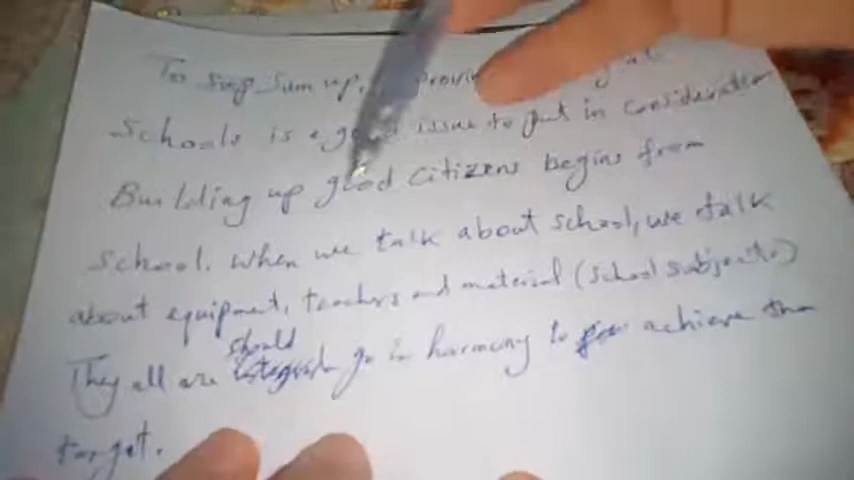 To sum up,
Schools is a good issue to put in consideration
Building up good citizens begins from
school. When we talk about school, we talk
about equipment, teachers and material (school subjects)
should
They all are go in harmony to achieve the
target.